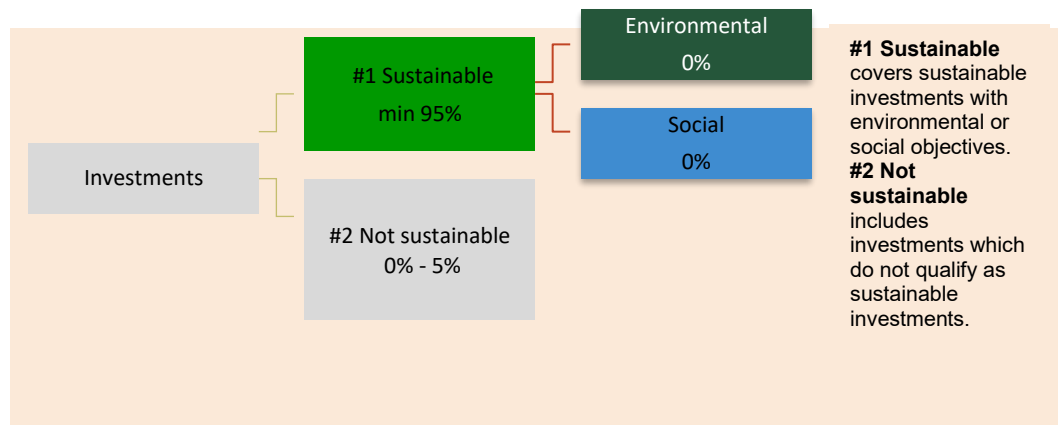 Investments
#1 Sustainable
min 95%
#2 Not sustainable
0% - 5%
Environmental
0%
Social
0%
#1 Sustainable
covers sustainable
investments with
environmental or
social objectives.
#2 Not
sustainable
includes
investments which
do not qualify as
sustainable
investments.